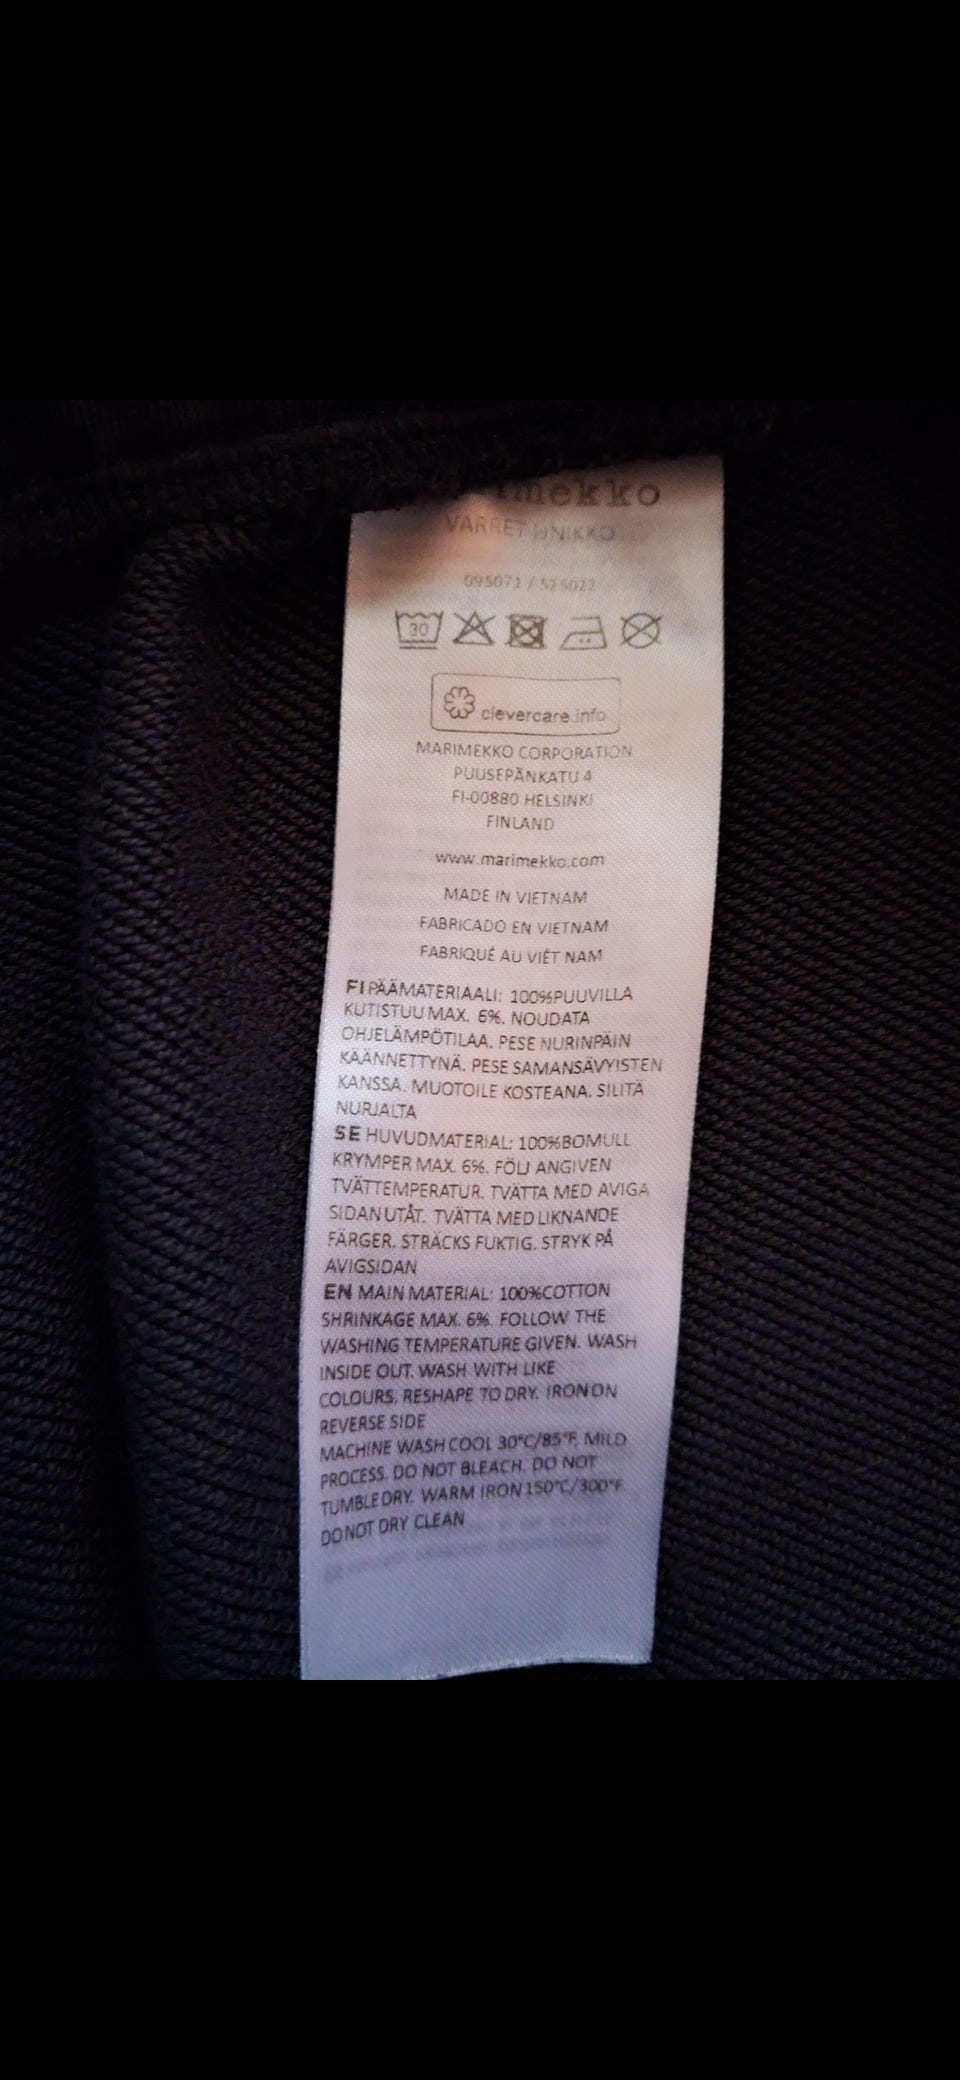 imekko
VARRET UNIKKO
095071 / 525022
30
clevercare.info
MARIMEKKO CORPORATION
PUUSEPÄNKATU 4
FI-00880 HELSINKI
FINLAND
www.marimekko.com
MADE IN VIETNAM
FABRICADO EN VIETNAM
FABRIQUÉ AU VIÊT NAM
FI PÄÄMATERIAALI: 100%PUUVILLA
KUTISTUU MAX. 6%. NOUDATA
OHJELÄMPÖTILAA. PESE NURINPÄIN
KÄÄNNETTYNÄ. PESE SAMANSÄVYISTEN
KANSSA. MUOTOILE KOSTEANA. SILITÄ
NURJALTA
SE HUVUDMATERIAL: 100%BOMULL
KRYMPER MAX. 6%. FÖLJ ANGIVEN
TVÄTTEMPERATUR. TVÄTTA MED AVIGA
SIDAN UTÅT. TVÄTTA MED LIKNANDE
FÄRGER. STRÄCKS FUKTIG. STRYK PÅ
AVIGSIDAN
EN MAIN MATERIAL: 100%COTTON
SHRINKAGE MAX. 6%. FOLLOW THE
WASHING TEMPERATURE GIVEN. WASH
INSIDE OUT. WASH WITH LIKE
COLOURS. RESHAPE TO DRY. IRON ON
REVERSE SIDE
MACHINE WASH COOL 30°C/85°F. MILD
PROCESS. DO NOT BLEACH. DO NOT
TUMBLE DRY. WARM IRON 150°C/300°F
DO NOT DRY CLEAN